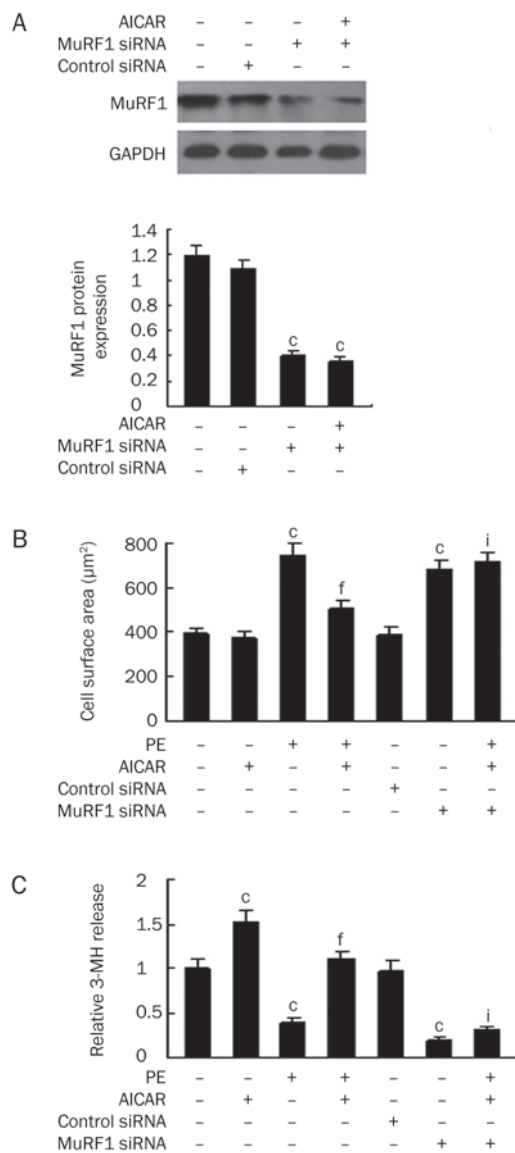 A
AICAR – – – +
MuRF1 siRNA – – + +
Control siRNA – + – –
MuRF1
GAPDH
MuRF1 protein
expression
1.4
1.2
1
0.8
0.6
0.4
0.2
0
c c
AICAR – – – +
MuRF1 siRNA – – + +
Control siRNA – + – –
B
Cell surface area (µm²)
800
600
400
200
0
c f c i
PE – – + + – – +
AICAR – + – + – – +
Control siRNA – – – – + – –
MuRF1 siRNA – – – – – + +
C
Relative 3-MH release
2
1.5
1
0.5
0
c c f c i
PE – – + + – – +
AICAR – + – + – – +
Control siRNA – – – – + – –
MuRF1 siRNA – – – – – + +